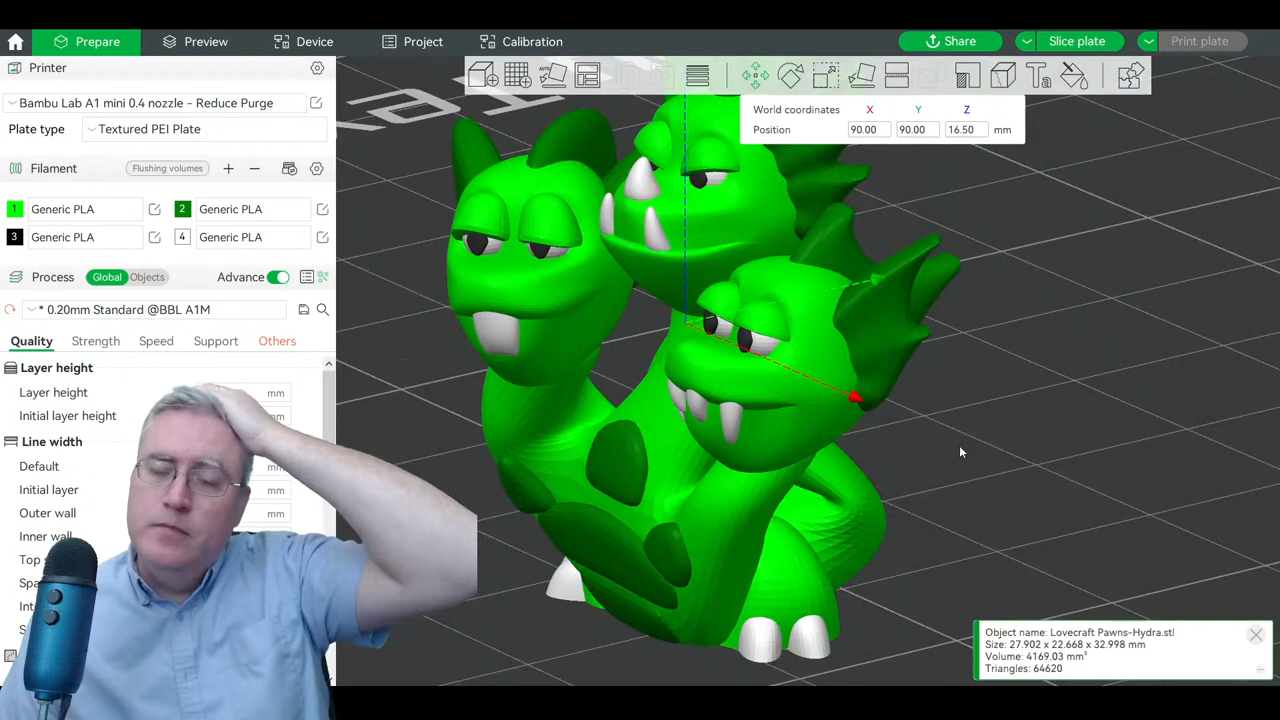 Prepare
Preview
Device
Project
Calibration
Share
Slice plate
Print plate
Printer
Bambu Lab A1 mini 0.4 nozzle - Reduce Purge
Plate type
Textured PEI Plate
World coordinates X Y Z
Position 90.00 90.00 16.50 mm
Filament
Flushing volumes
1 Generic PLA
2 Generic PLA
3 Generic PLA
4 Generic PLA
Process
Global
Objects
Advance
* 0.20mm Standard @BBL A1M
Quality
Strength
Speed
Support
Others
Layer height
Layer height mm
Initial layer height mm
Line width
Default mm
Initial layer mm
Outer wall mm
Inner wall
Top
Object name: Lovecraft Pawns-Hydra.stl
Size: 27.902 x 22.668 x 32.998 mm
Volume: 4169.03 mm³
Triangles: 64620